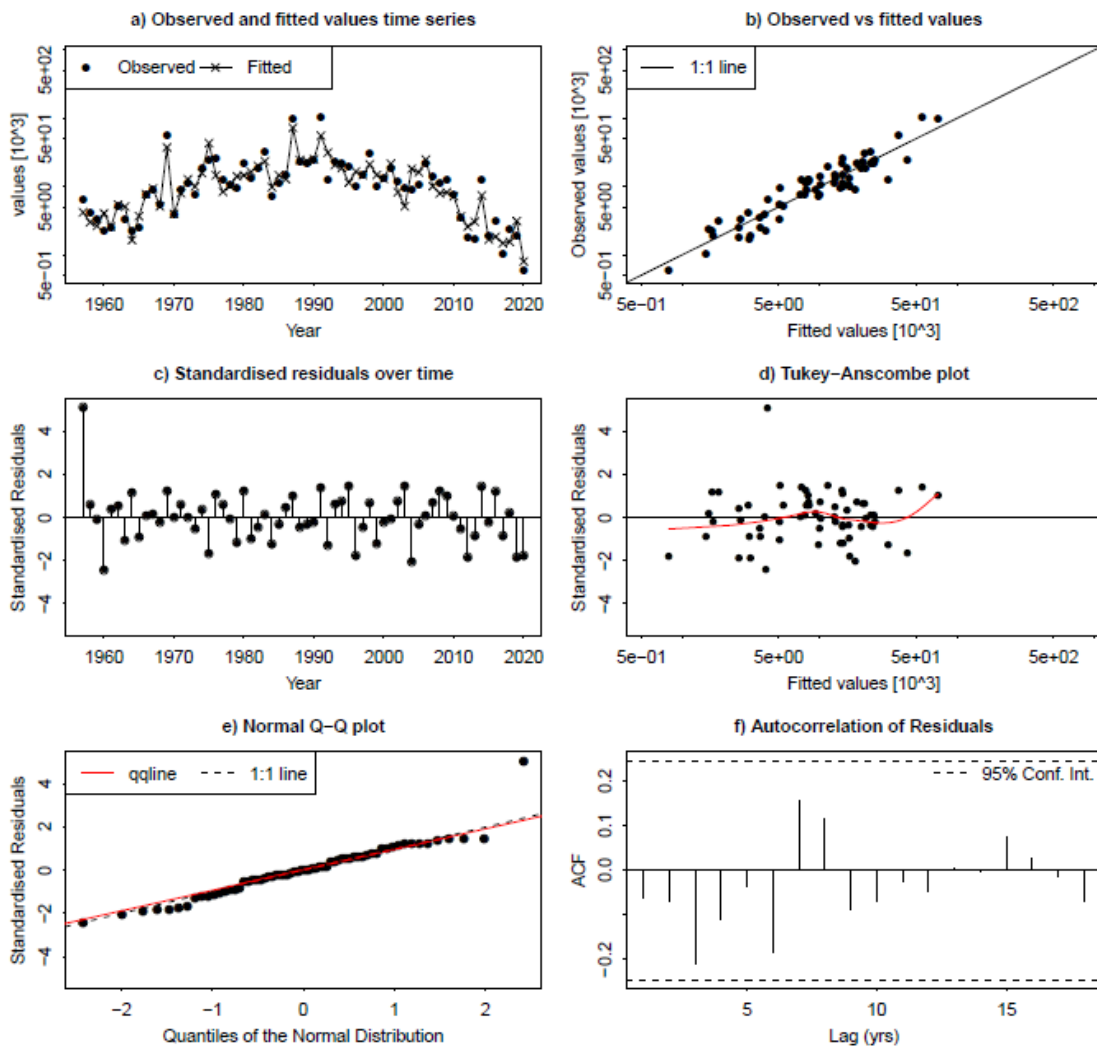 a) Observed and fitted values time series
Observed Fitted
values [10^3]
5e−01 5e+00 5e+01 5e+02
1960 1970 1980 1990 2000 2010 2020
Year
b) Observed vs fitted values
1:1 line
Observed values [10^3]
5e−01 5e+00 5e+01 5e+02
5e−01 5e+00 5e+01 5e+02
Fitted values [10^3]
c) Standardised residuals over time
Standardised Residuals
−4 −2 0 2 4
1960 1970 1980 1990 2000 2010 2020
Year
d) Tukey−Anscombe plot
Standardised Residuals
−4 −2 0 2 4
5e−01 5e+00 5e+01 5e+02
Fitted values [10^3]
e) Normal Q−Q plot
qqline 1:1 line
Standardised Residuals
−4 −2 0 2 4
−2 −1 0 1 2
Quantiles of the Normal Distribution
f) Autocorrelation of Residuals
95% Conf. Int.
ACF
−0.2 0.0 0.1 0.2
5 10 15
Lag (yrs)